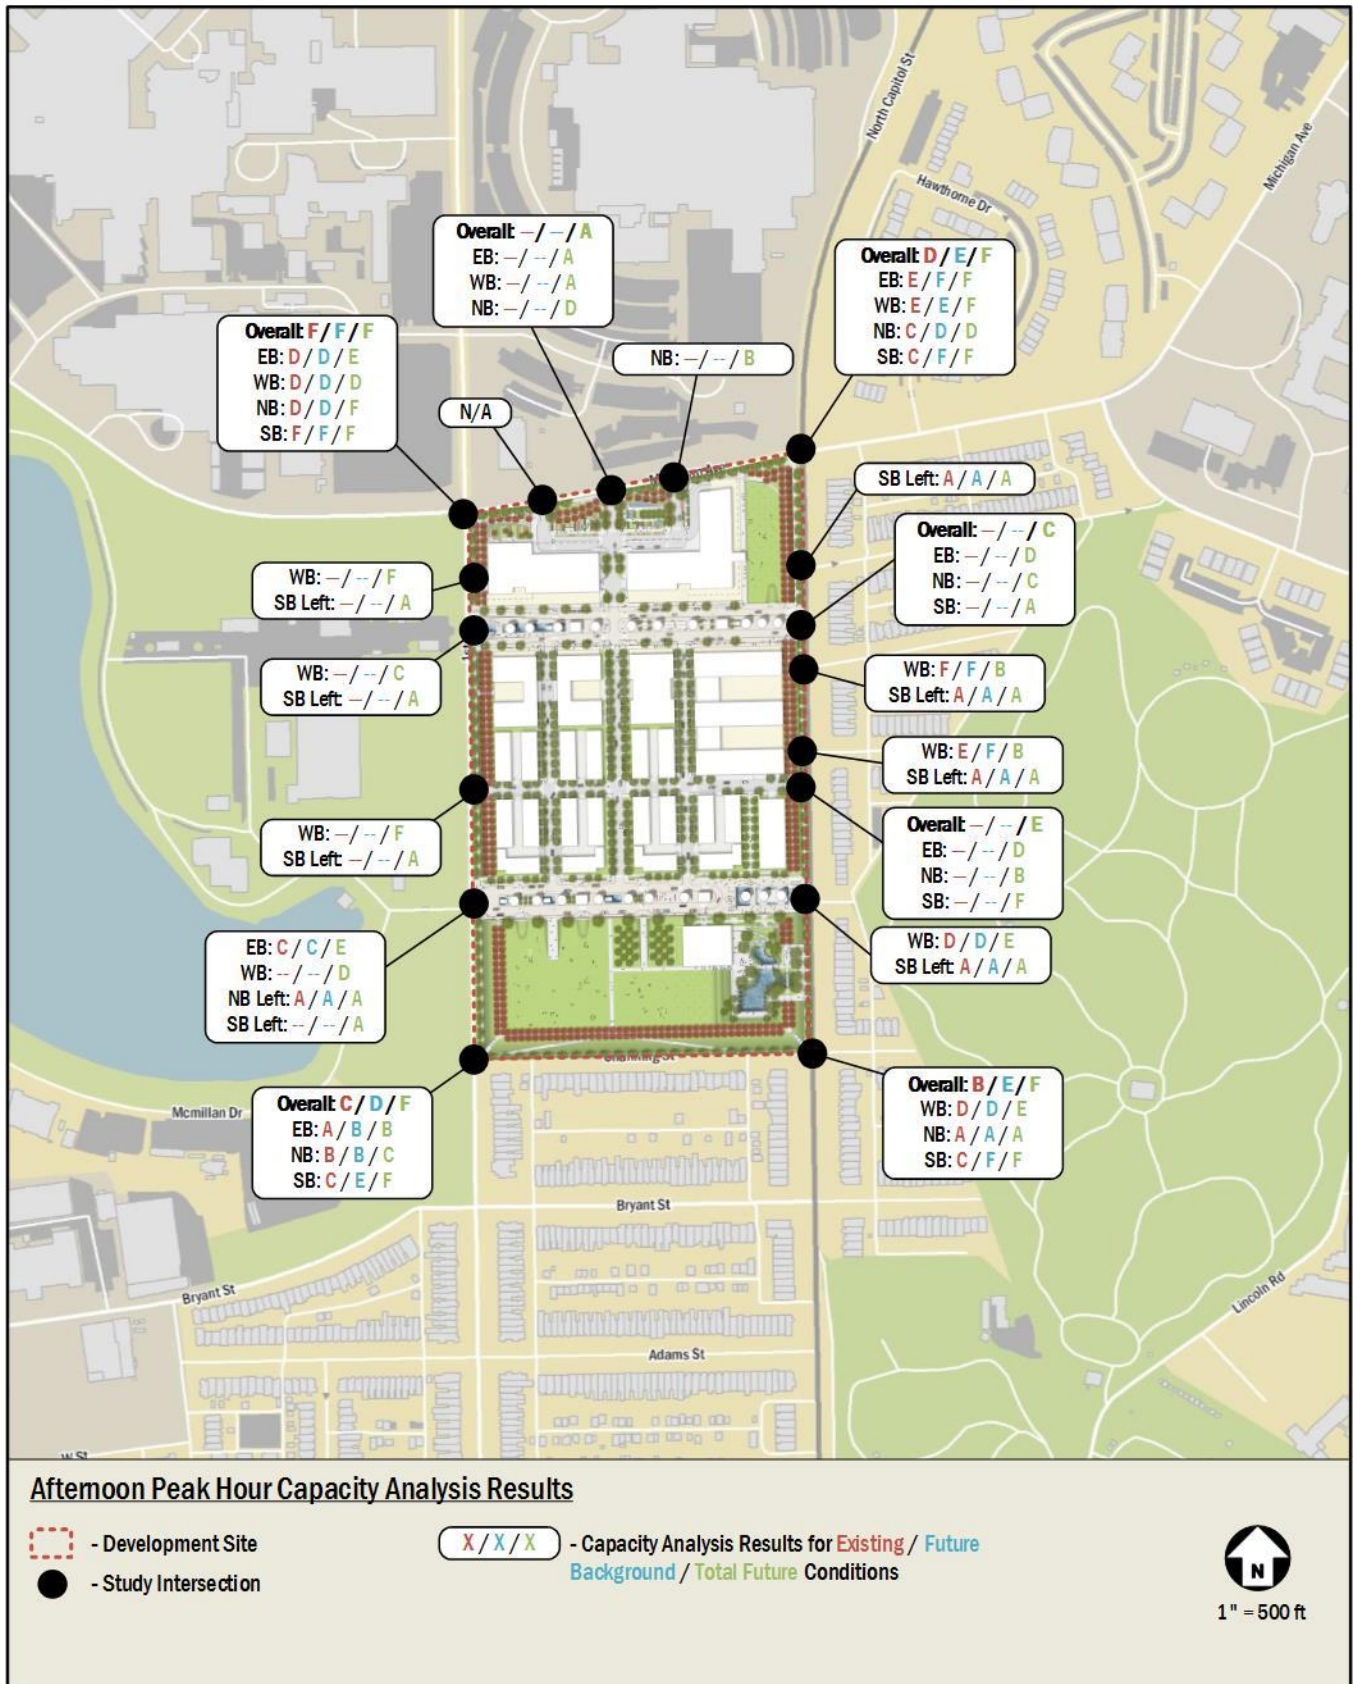 North Capitol St
Michigan Ave
Hawthorne Dr
Overall: –/ --/ A
EB: –/ --/ A
WB: –/ --/ A
NB: –/ --/ D
Overall: D/ E/ F
EB: E/ F/ F
WB: E/ E/ F
NB: C/ D/ D
SB: C/ F/ F
Overall: F/ F/ F
EB: D/ D/ E
WB: D/ D/ D
NB: D/ D/ F
SB: F/ F/ F
NB: –/ --/ B
N/A
SB Left: A/ A/ A
Overall: –/ --/ C
EB: –/ --/ D
NB: –/ --/ C
SB: –/ --/ A
WB: –/ --/ F
SB Left: –/ --/ A
WB: –/ --/ C
SB Left: –/ --/ A
WB: F/ F/ B
SB Left: A/ A/ A
WB: E/ F/ B
SB Left: A/ A/ A
WB: –/ --/ F
SB Left: –/ --/ A
Overall: –/ --/ E
EB: –/ --/ D
NB: –/ --/ B
SB: –/ --/ F
EB: C/ C/ E
WB: --/ --/ D
NB Left: A/ A/ A
SB Left: --/ --/ A
WB: D/ D/ E
SB Left: A/ A/ A
Channing St
Mcmillan Dr
Overall: C/ D/ F
EB: A/ B/ B
NB: B/ B/ C
SB: C/ E/ F
Overall: B/ E/ F
WB: D/ D/ E
NB: A/ A/ A
SB: C/ F/ F
Bryant St
Bryant St
Lincoln Rd
Adams St
W St
Afternoon Peak Hour Capacity Analysis Results
- Development Site
- Study Intersection
X/ X/ X - Capacity Analysis Results for Existing / Future
Background / Total Future Conditions
N
1" = 500 ft